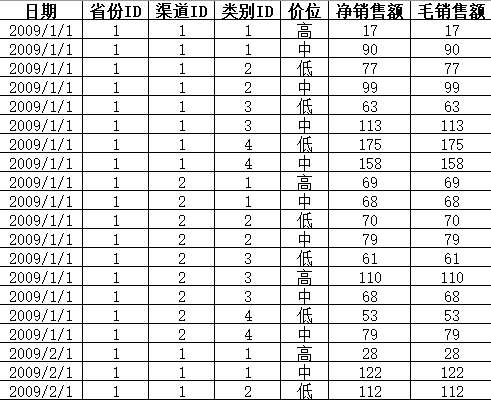 日期 省份ID 渠道ID 类别ID 价位 净销售额 毛销售额
2009/1/1 1 1 1 高 17 17
2009/1/1 1 1 1 中 90 90
2009/1/1 1 1 2 低 77 77
2009/1/1 1 1 2 中 99 99
2009/1/1 1 1 3 低 63 63
2009/1/1 1 1 3 中 113 113
2009/1/1 1 1 4 低 175 175
2009/1/1 1 1 4 中 158 158
2009/1/1 1 2 1 高 69 69
2009/1/1 1 2 1 中 68 68
2009/1/1 1 2 2 低 70 70
2009/1/1 1 2 2 中 79 79
2009/1/1 1 2 3 低 61 61
2009/1/1 1 2 3 高 110 110
2009/1/1 1 2 3 中 68 68
2009/1/1 1 2 4 低 53 53
2009/1/1 1 2 4 中 79 79
2009/2/1 1 1 1 高 28 28
2009/2/1 1 1 1 中 122 122
2009/2/1 1 1 2 低 112 112